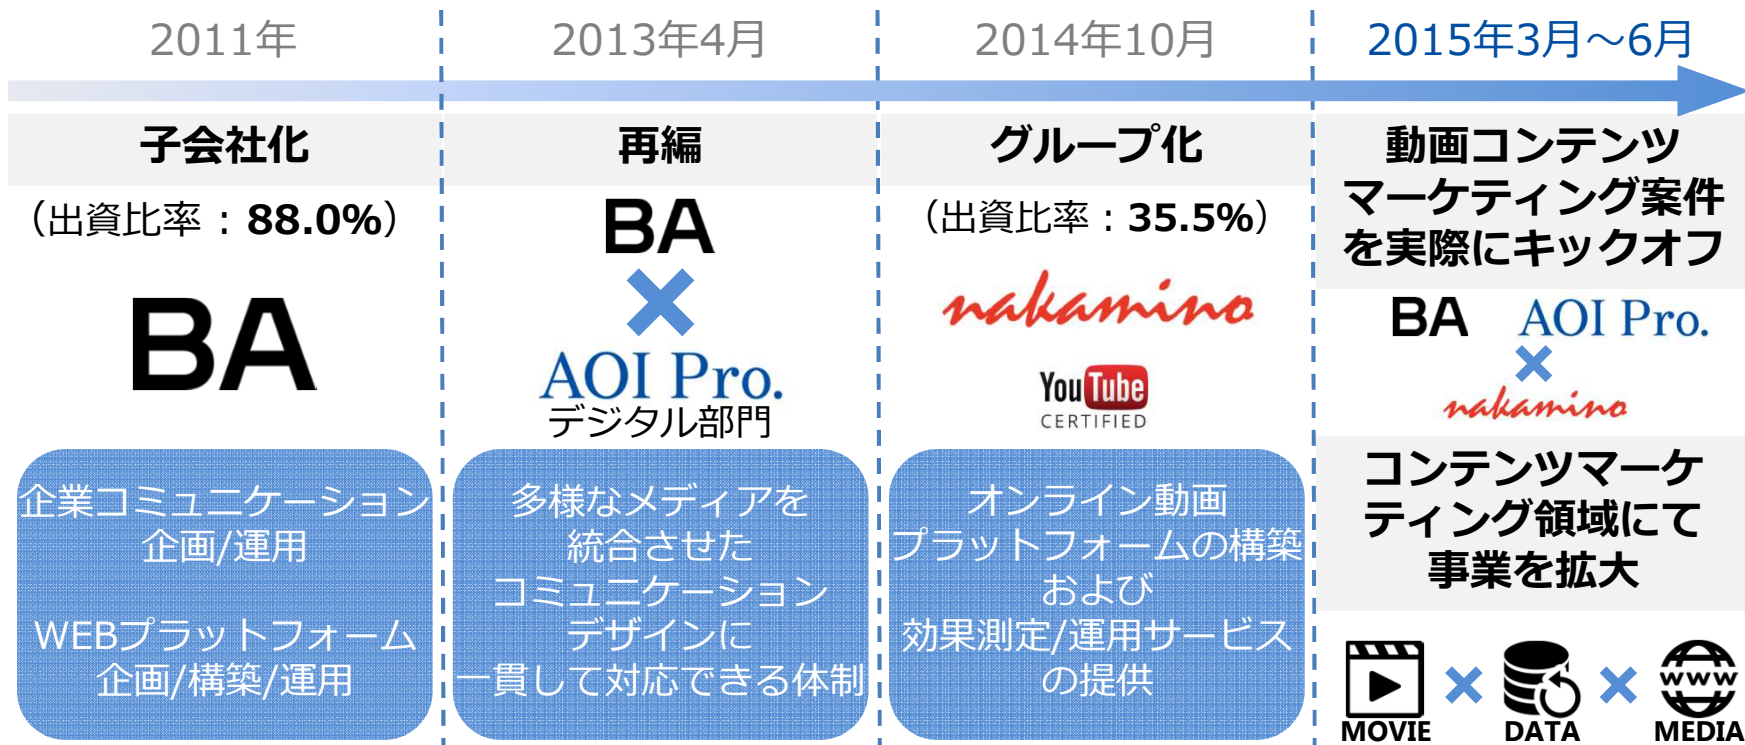 2011年
2013年4月
2014年10月
2015年3月～6月
子会社化
（出資比率：88.0%）
BA
企業コミュニケーション
企画/運用
WEBプラットフォーム
企画/構築/運用
再編
BA
AOI Pro.
デジタル部門
多様なメディアを
統合させた
コミュニケーション
デザインに
一貫して対応できる体制
グループ化
（出資比率：35.5%）
nakamino
YouTube
CERTIFIED
オンライン動画
プラットフォームの構築
および
効果測定/運用サービス
の提供
動画コンテンツ
マーケティング案件
を実際にキックオフ
BA AOI Pro.
nakamino
コンテンツマーケ
ティング領域にて
事業を拡大
www
MOVIE DATA MEDIA